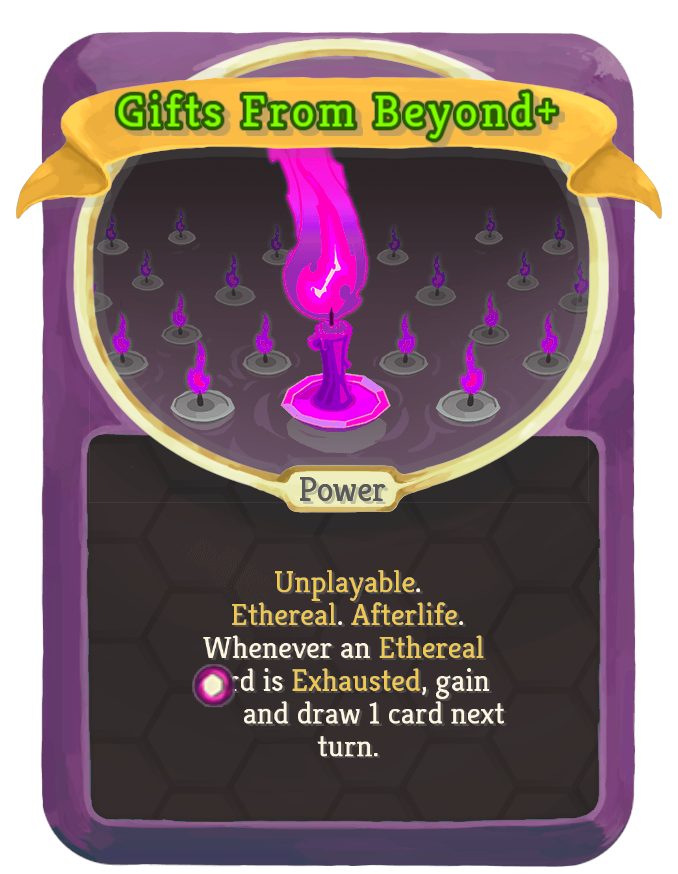 Gifts From Beyond+
Power
Unplayable.
Ethereal. Afterlife.
Whenever an Ethereal
rd is Exhausted, gain
and draw 1 card next
turn.